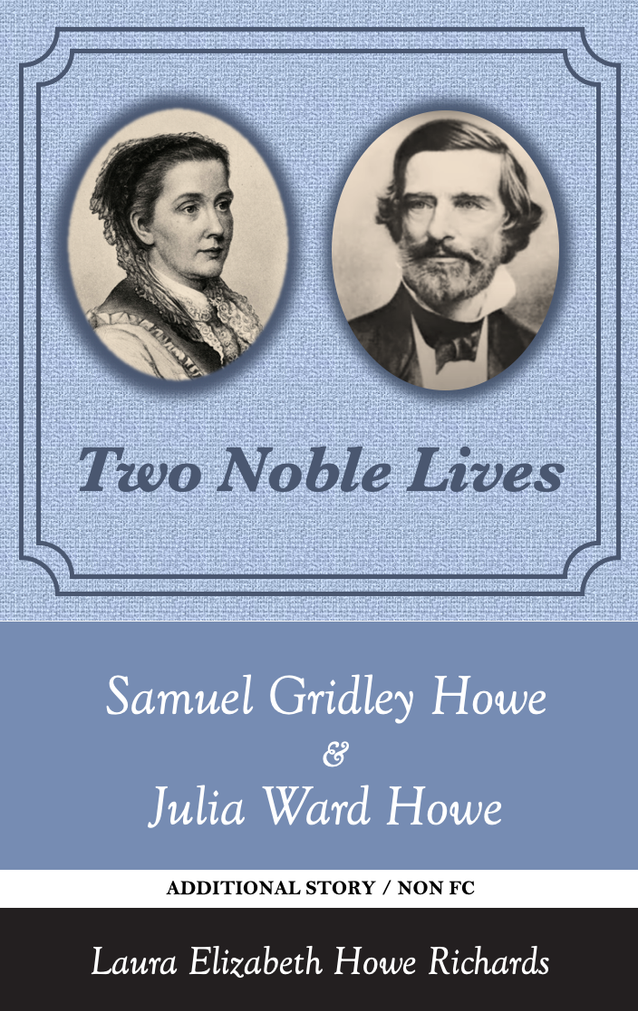 Two Noble Lives
Samuel Gridley Howe
&
Julia Ward Howe
ADDITIONAL STORY / NON FC
Laura Elizabeth Howe Richards